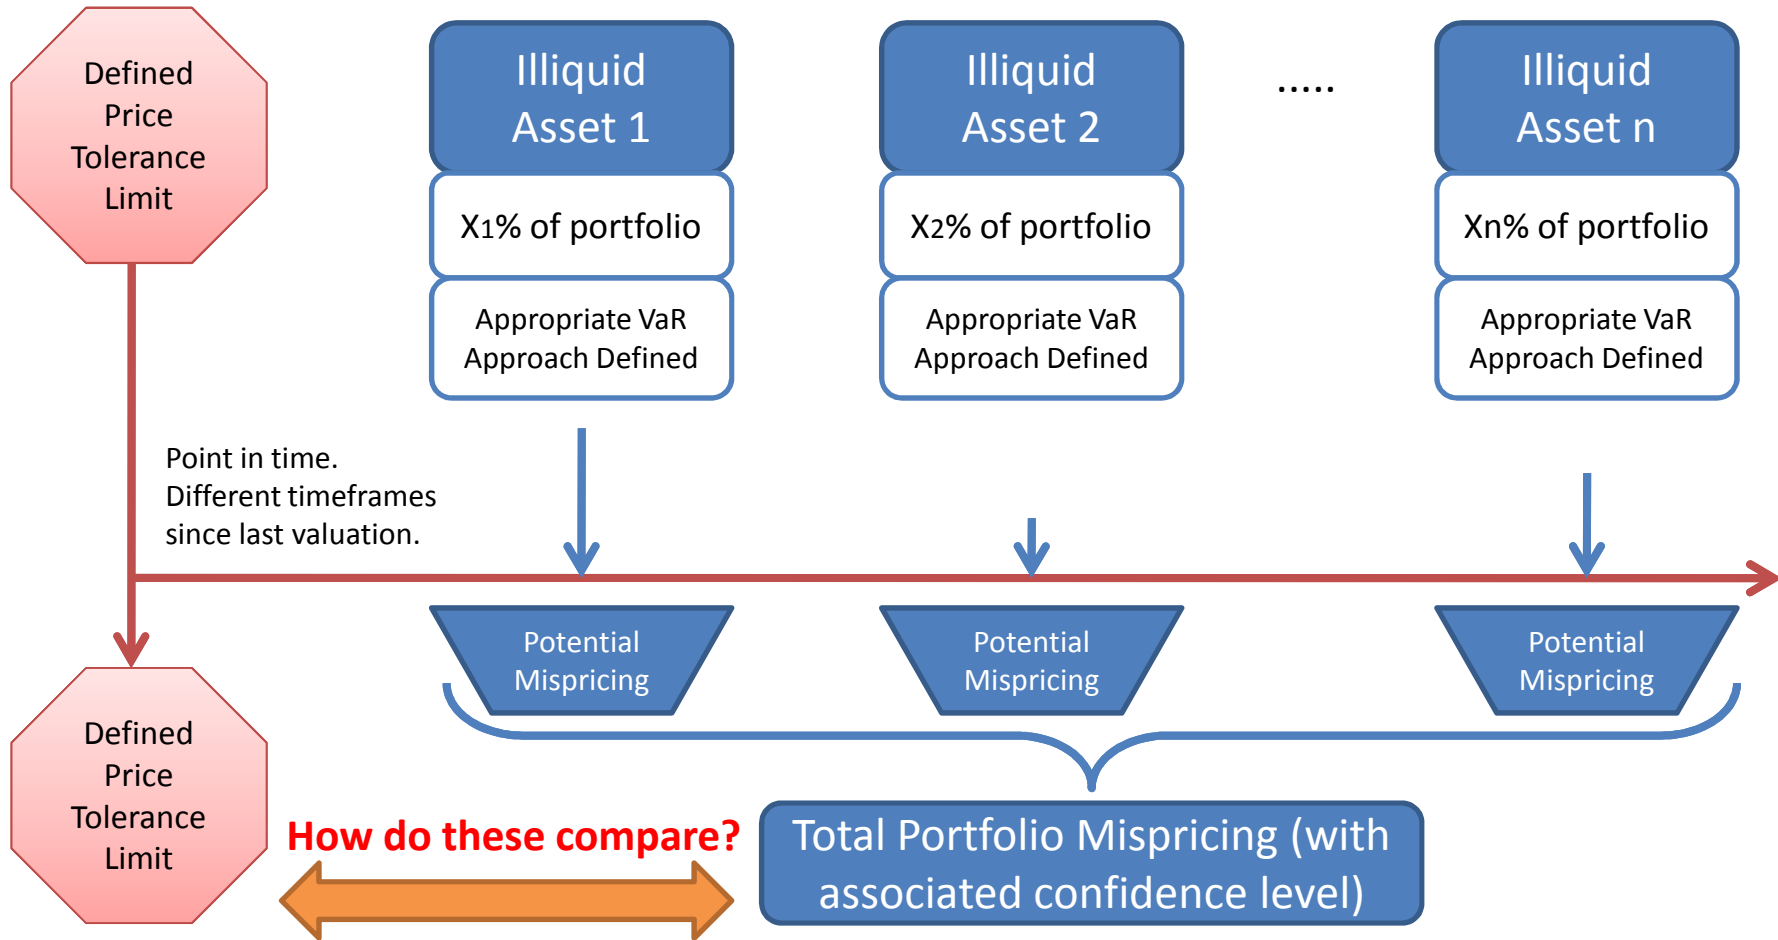 Defined
Price
Tolerance
Limit
Illiquid
Asset 1
X1% of portfolio
Appropriate VaR
Approach Defined
Illiquid
Asset 2
X2% of portfolio
Appropriate VaR
Approach Defined
.....
Illiquid
Asset n
Xn% of portfolio
Appropriate VaR
Approach Defined
Point in time.
Different timeframes
since last valuation.
Potential
Mispricing
Potential
Mispricing
Potential
Mispricing
Defined
Price
Tolerance
Limit
How do these compare?
Total Portfolio Mispricing (with
associated confidence level)